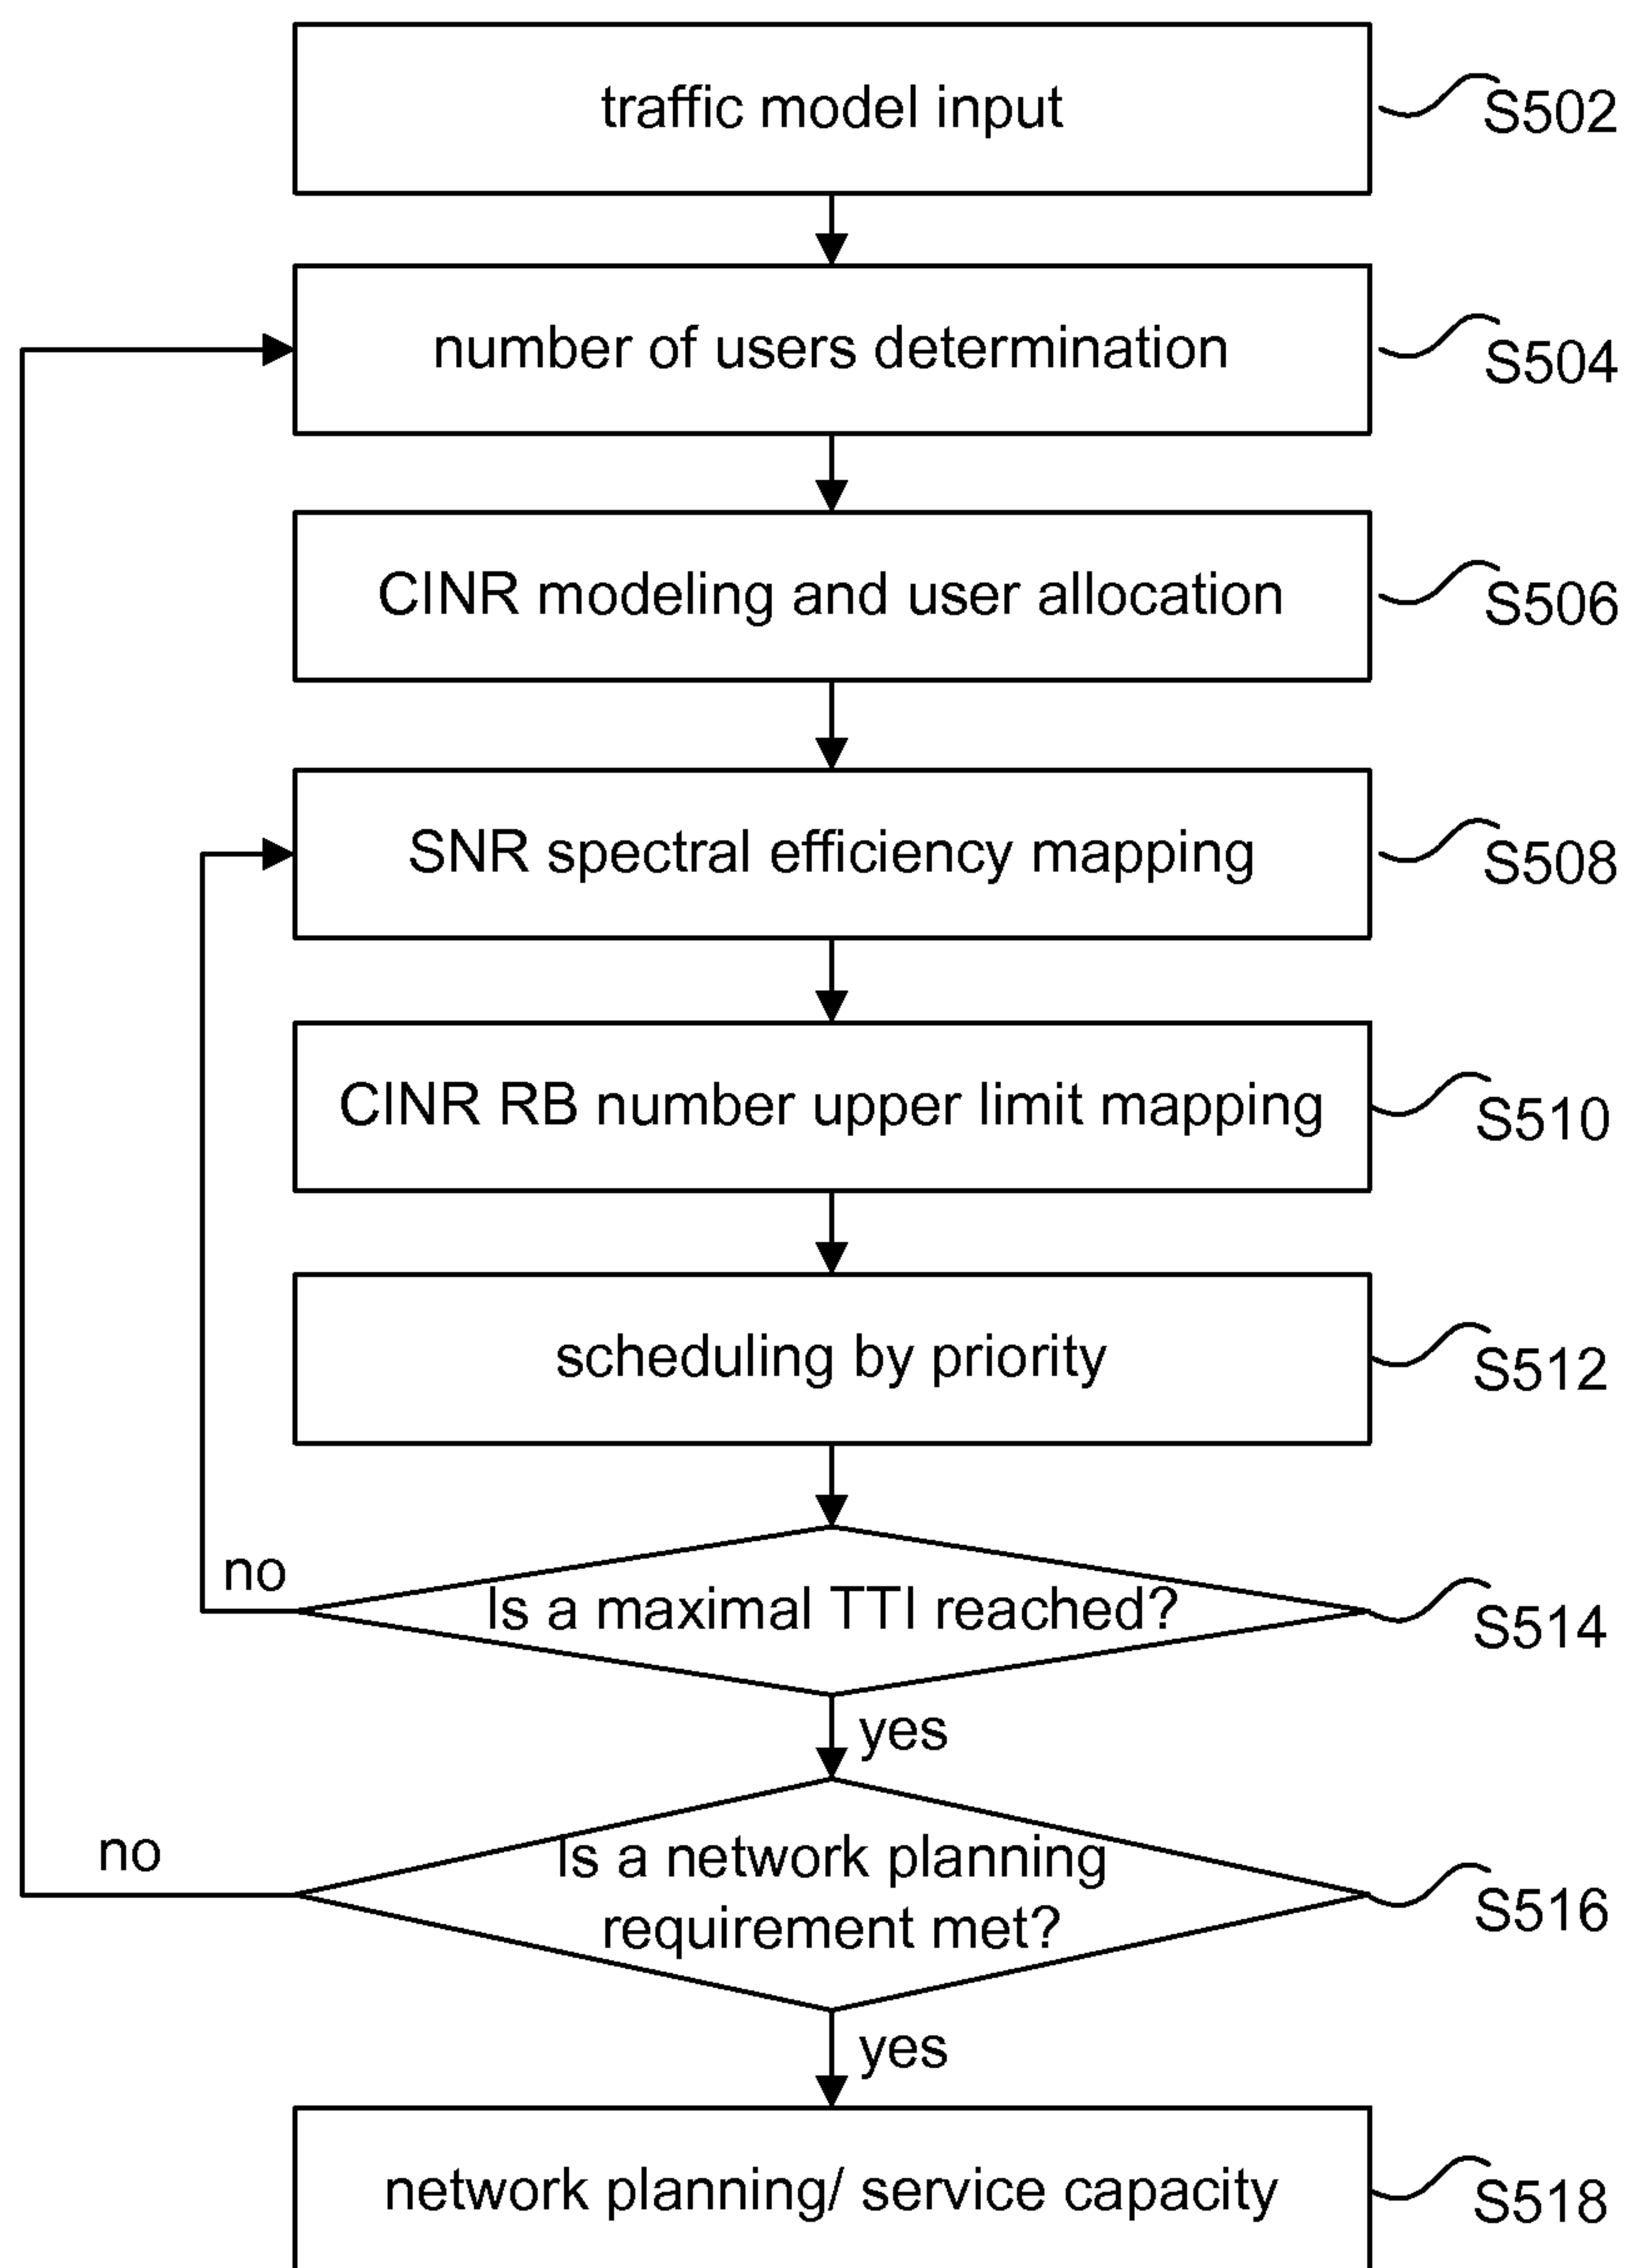 traffic model input
S502
number of users determination
S504
CINR modeling and user allocation
S506
SNR spectral efficiency mapping
S508
CINR RB number upper limit mapping
S510
scheduling by priority
S512
no
Is a maximal TTI reached?
S514
yes
no
Is a network planning
requirement met?
S516
yes
network planning/ service capacity
S518